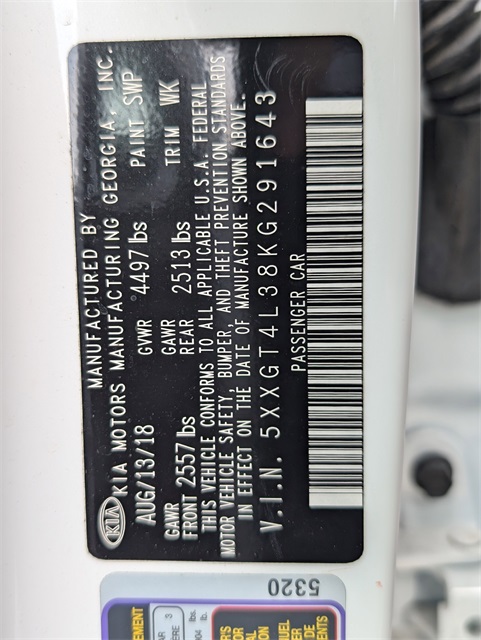 MANUFACTURED BY
KIA KIA MOTORS MANUFACTURING GEORGIA, INC.
AUG/13/18 GVWR 4497 lbs PAINT SWP
GAWR FRONT 2557 lbs GAWR REAR 2513 lbs TRIM WK
THIS VEHICLE CONFORMS TO ALL APPLICABLE U.S.A. FEDERAL
MOTOR VEHICLE SAFETY, BUMPER, AND THEFT PREVENTION STANDARDS
IN EFFECT ON THE DATE OF MANUFACTURE SHOWN ABOVE.
V.I.N. 5XXGT4L38KG291643
PASSENGER CAR
5320